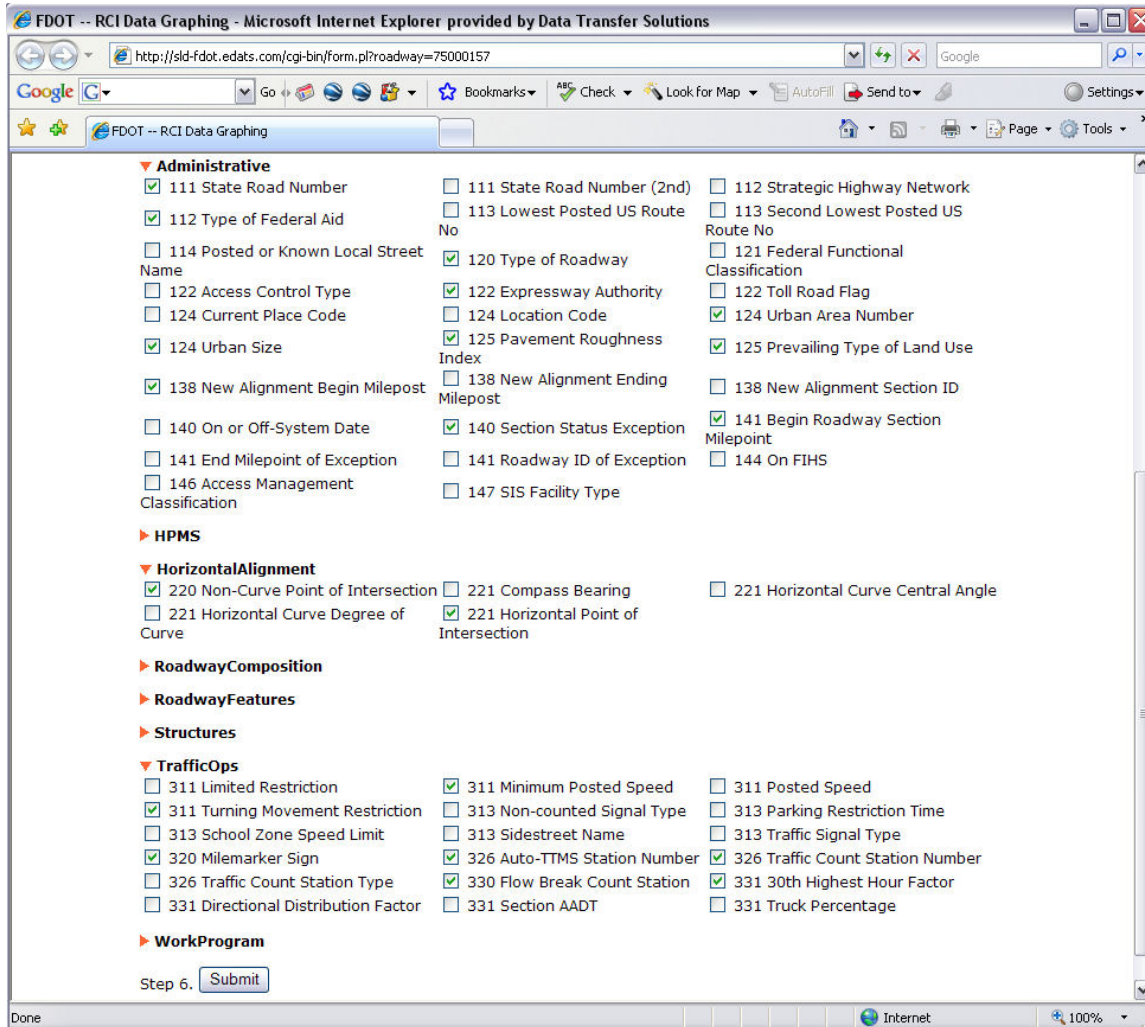 FDOT -- RCI Data Graphing - Microsoft Internet Explorer provided by Data Transfer Solutions
http://sld-fdot.edats.com/cgi-bin/form.pl?roadway=75000157
Google
Google G Go Bookmarks ABC Check Look for Map AutoFill Send to Settings
FDOT -- RCI Data Graphing Page Tools
Administrative
111 State Road Number 111 State Road Number (2nd) 112 Strategic Highway Network
112 Type of Federal Aid 113 Lowest Posted US Route No 113 Second Lowest Posted US Route No
114 Posted or Known Local Street Name 120 Type of Roadway 121 Federal Functional Classification
122 Access Control Type 122 Expressway Authority 122 Toll Road Flag
124 Current Place Code 124 Location Code 124 Urban Area Number
124 Urban Size 125 Pavement Roughness Index 125 Prevailing Type of Land Use
138 New Alignment Begin Milepost 138 New Alignment Ending Milepost 138 New Alignment Section ID
140 On or Off-System Date 140 Section Status Exception 141 Begin Roadway Section Milepoint
141 End Milepoint of Exception 141 Roadway ID of Exception 144 On FIHS
146 Access Management Classification 147 SIS Facility Type
HPMS
HorizontalAlignment
220 Non-Curve Point of Intersection 221 Compass Bearing 221 Horizontal Curve Central Angle
221 Horizontal Curve Degree of Curve 221 Horizontal Point of Intersection
RoadwayComposition
RoadwayFeatures
Structures
TrafficOps
311 Limited Restriction 311 Minimum Posted Speed 311 Posted Speed
311 Turning Movement Restriction 313 Non-counted Signal Type 313 Parking Restriction Time
313 School Zone Speed Limit 313 Sidestreet Name 313 Traffic Signal Type
320 Milemarker Sign 326 Auto-TTMS Station Number 326 Traffic Count Station Number
326 Traffic Count Station Type 330 Flow Break Count Station 331 30th Highest Hour Factor
331 Directional Distribution Factor 331 Section AADT 331 Truck Percentage
WorkProgram
Step 6. Submit
Done Internet 100%